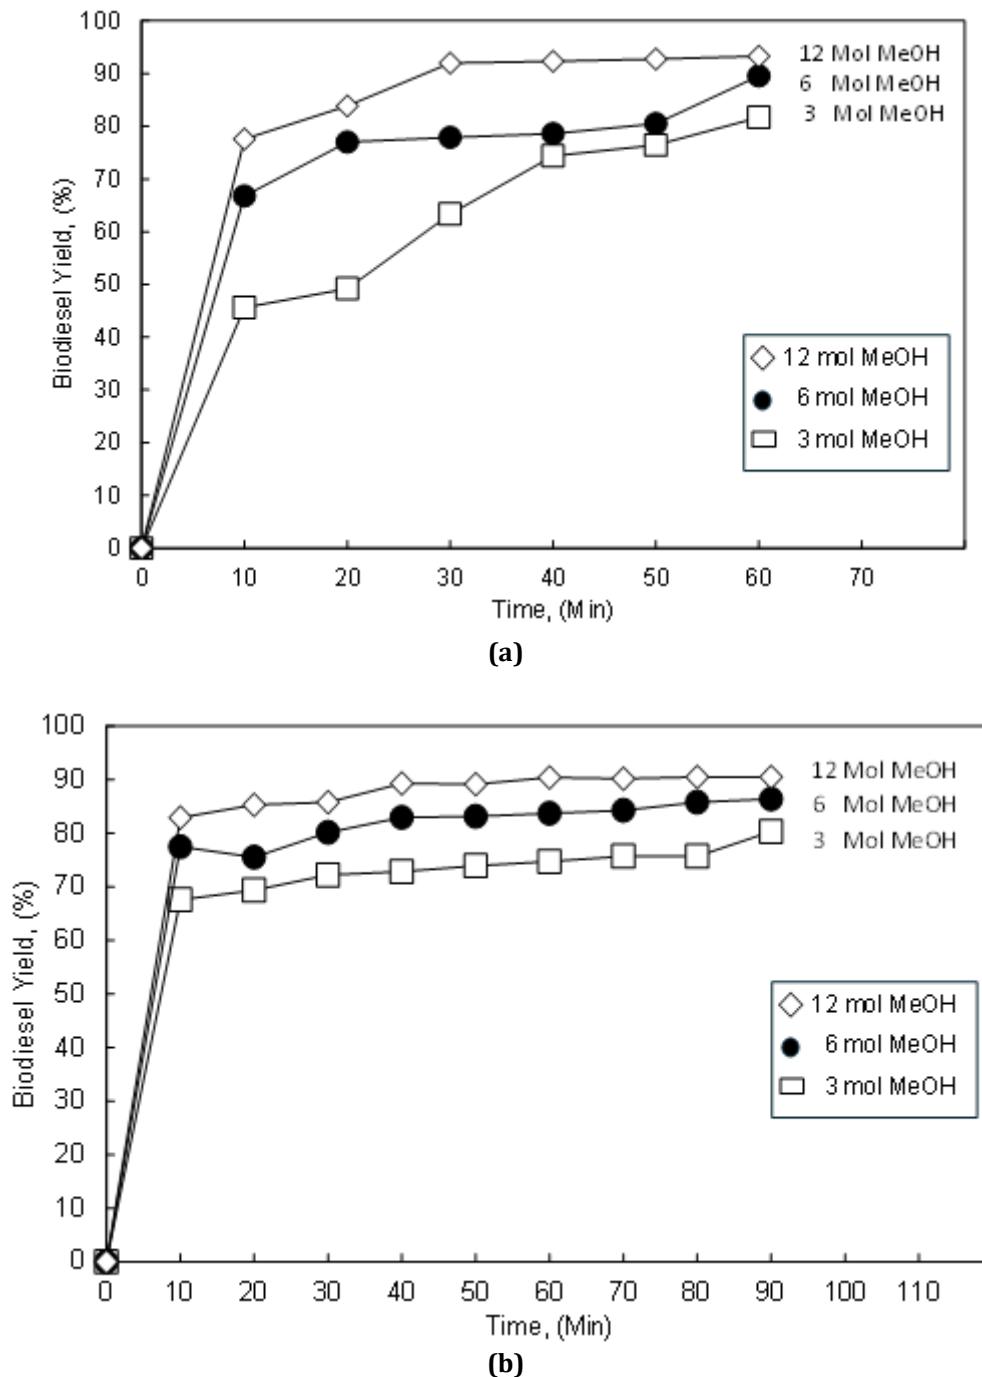 100
90
80
70
60
50
40
30
20
10
0
Biodiesel Yield, (%)
12 Mol MeOH
6 Mol MeOH
3 Mol MeOH
12 mol MeOH
6 mol MeOH
3 mol MeOH
0 10 20 30 40 50 60 70
Time, (Min)
(a)
100
90
80
70
60
50
40
30
20
10
0
Biodiesel Yield, (%)
12 Mol MeOH
6 Mol MeOH
3 Mol MeOH
12 mol MeOH
6 mol MeOH
3 mol MeOH
0 10 20 30 40 50 60 70 80 90 100 110
Time, (Min)
(b)